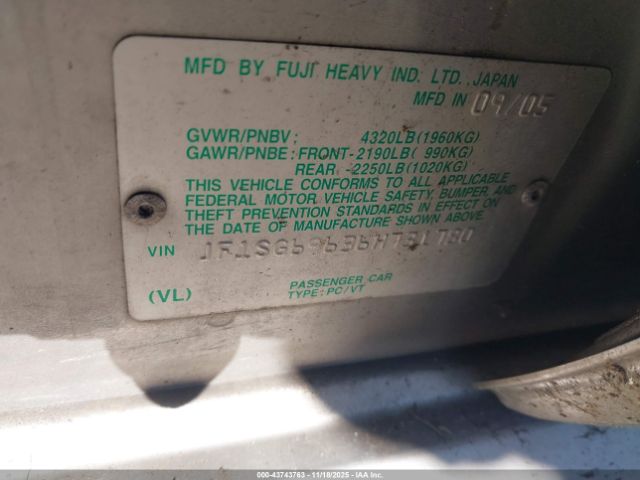 MFD BY FUJI HEAVY IND. LTD., JAPAN
MFD IN 09/05
GVWR/PNBV: 4320LB(1960KG)
GAWR/PNBE: FRONT-2190LB( 990KG)
REAR -2250LB(1020KG)
THIS VEHICLE CONFORMS TO ALL APPLICABLE
FEDERAL MOTOR VEHICLE SAFETY, BUMPER, AND
THEFT PREVENTION STANDARDS IN EFFECT ON
THE DATE OF MANUFACTURE SHOWN ABOVE.
VIN JF1SG69636H731780
(VL) PASSENGER CAR
TYPE: PC/VT
000-43743763 11/18/2025 IAA, Inc.